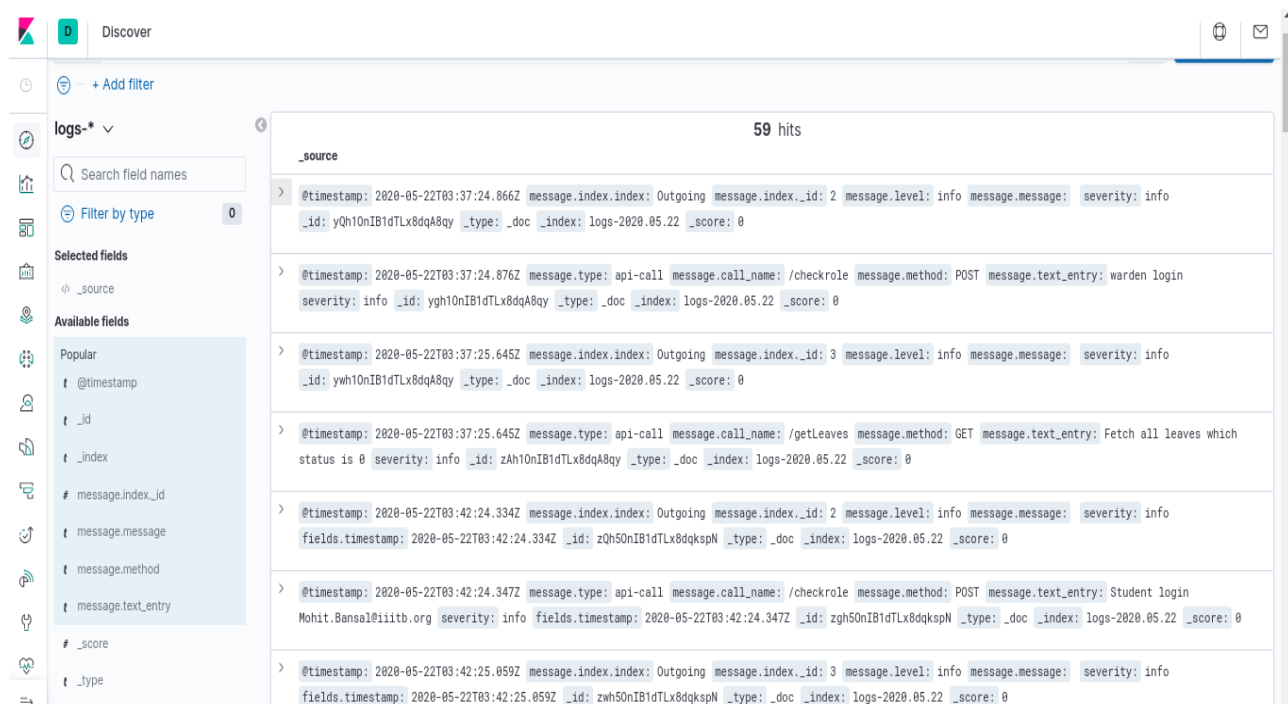 D Discover
+ Add filter
logs-*
Search field names
Filter by type 0
Selected fields
_source
Available fields
Popular
t @timestamp
t _id
t _index
# message.index._id
t message.message
t message.method
t message.text_entry
# _score
t _type
59 hits
_source
@timestamp: 2020-05-22T03:37:24.866Z message.index.index: Outgoing message.index._id: 2 message.level: info message.message: severity: info
_id: yQh1OnIB1dTLx8dqA8qy _type: _doc _index: logs-2020.05.22 _score: 0
@timestamp: 2020-05-22T03:37:24.876Z message.type: api-call message.call_name: /checkrole message.method: POST message.text_entry: warden login
severity: info _id: ygh1OnIB1dTLx8dqA8qy _type: _doc _index: logs-2020.05.22 _score: 0
@timestamp: 2020-05-22T03:37:25.645Z message.index.index: Outgoing message.index._id: 3 message.level: info message.message: severity: info
_id: ywh1OnIB1dTLx8dqA8qy _type: _doc _index: logs-2020.05.22 _score: 0
@timestamp: 2020-05-22T03:37:25.645Z message.type: api-call message.call_name: /getLeaves message.method: GET message.text_entry: Fetch all leaves which
status is 0 severity: info _id: zAh1OnIB1dTLx8dqA8qy _type: _doc _index: logs-2020.05.22 _score: 0
@timestamp: 2020-05-22T03:42:24.334Z message.index.index: Outgoing message.index._id: 2 message.level: info message.message: severity: info
fields.timestamp: 2020-05-22T03:42:24.334Z _id: zQh5OnIB1dTLx8dqkspN _type: _doc _index: logs-2020.05.22 _score: 0
@timestamp: 2020-05-22T03:42:24.347Z message.type: api-call message.call_name: /checkrole message.method: POST message.text_entry: Student login
Mohit.Bansal@iiitb.org severity: info fields.timestamp: 2020-05-22T03:42:24.347Z _id: zgh5OnIB1dTLx8dqkspN _type: _doc _index: logs-2020.05.22 _score: 0
@timestamp: 2020-05-22T03:42:25.059Z message.index.index: Outgoing message.index._id: 3 message.level: info message.message: severity: info
fields.timestamp: 2020-05-22T03:42:25.059Z _id: zwh5OnIB1dTLx8dqkspN _type: _doc _index: logs-2020.05.22 _score: 0